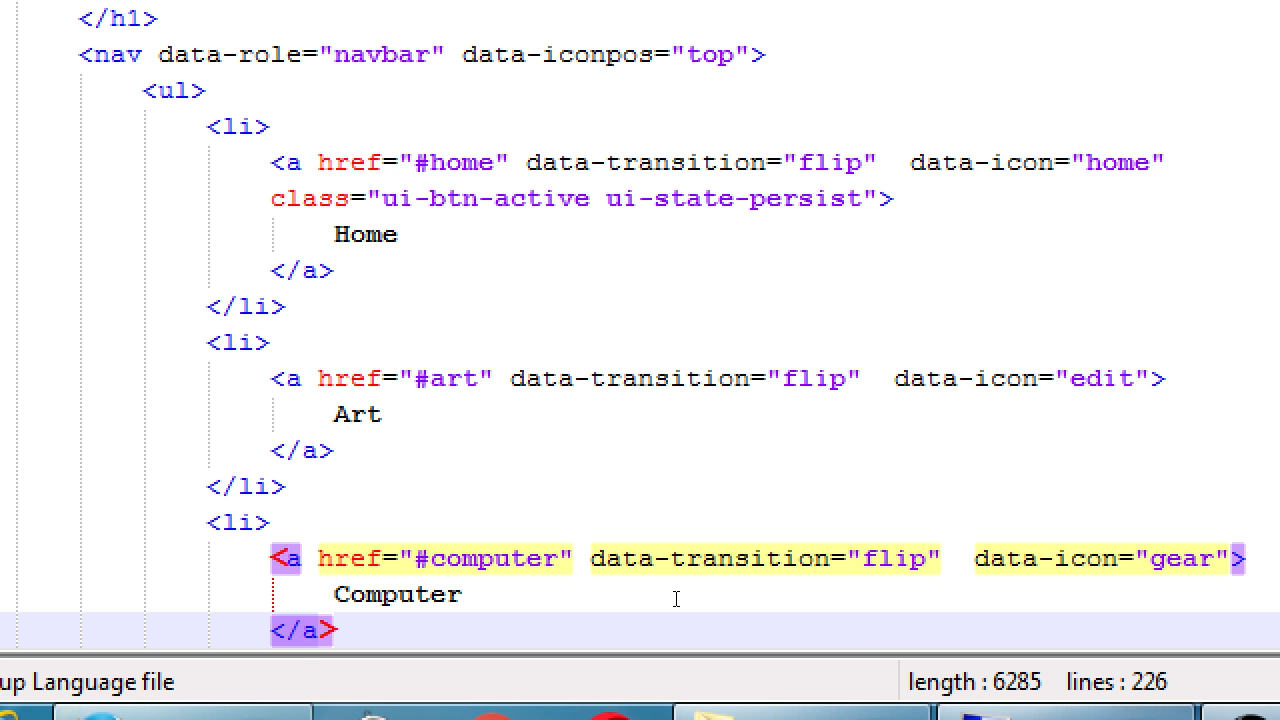 </h1>
<nav data-role="navbar" data-iconpos="top">
<ul>
<li>
<a href="#home" data-transition="flip"  data-icon="home"
class="ui-btn-active ui-state-persist">
Home
</a>
</li>
<li>
<a href="#art" data-transition="flip"  data-icon="edit">
Art
</a>
</li>
<li>
<a href="#computer" data-transition="flip"  data-icon="gear">
Computer
</a>
up Language file length : 6285 lines : 226